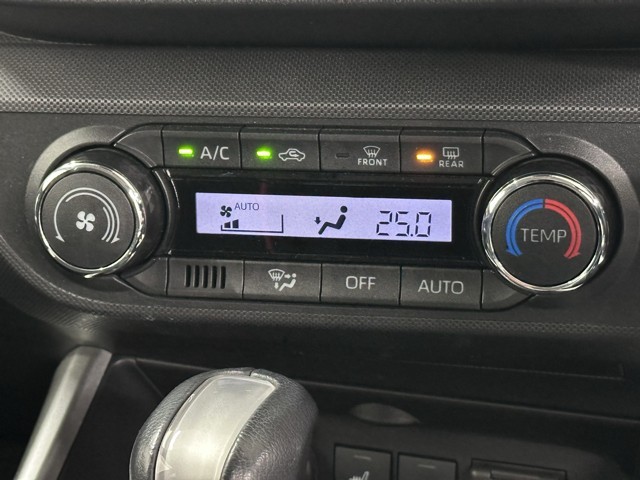 A/C
FRONT
REAR
AUTO
25.0
TEMP
OFF
AUTO